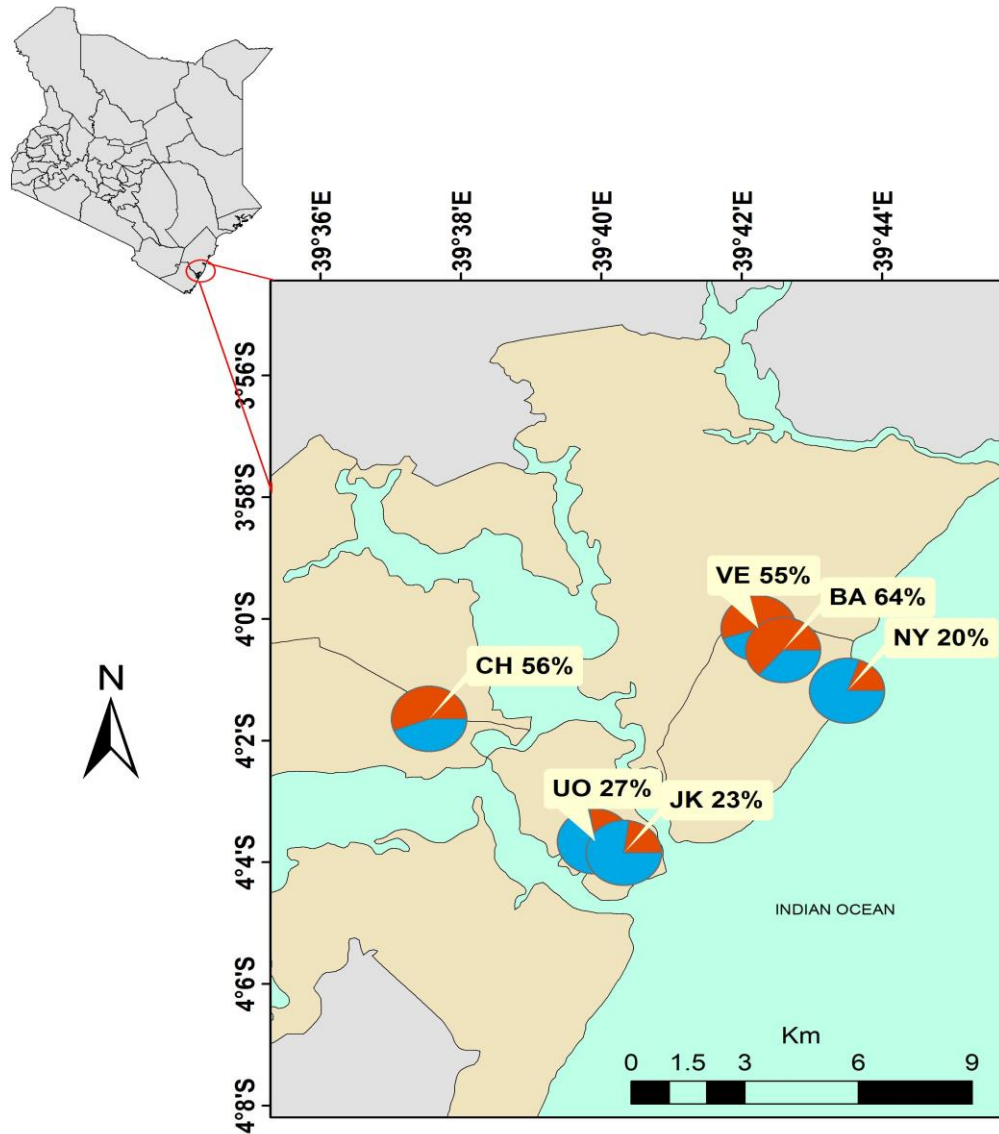 39°36'E
39°38'E
39°40'E
39°42'E
39°44'E
3°56'S
3°58'S
4°0'S
4°2'S
4°4'S
4°6'S
4°8'S
VE 55%
BA 64%
NY 20%
CH 56%
UO 27%
JK 23%
N
INDIAN OCEAN
Km
0 1.5 3 6 9